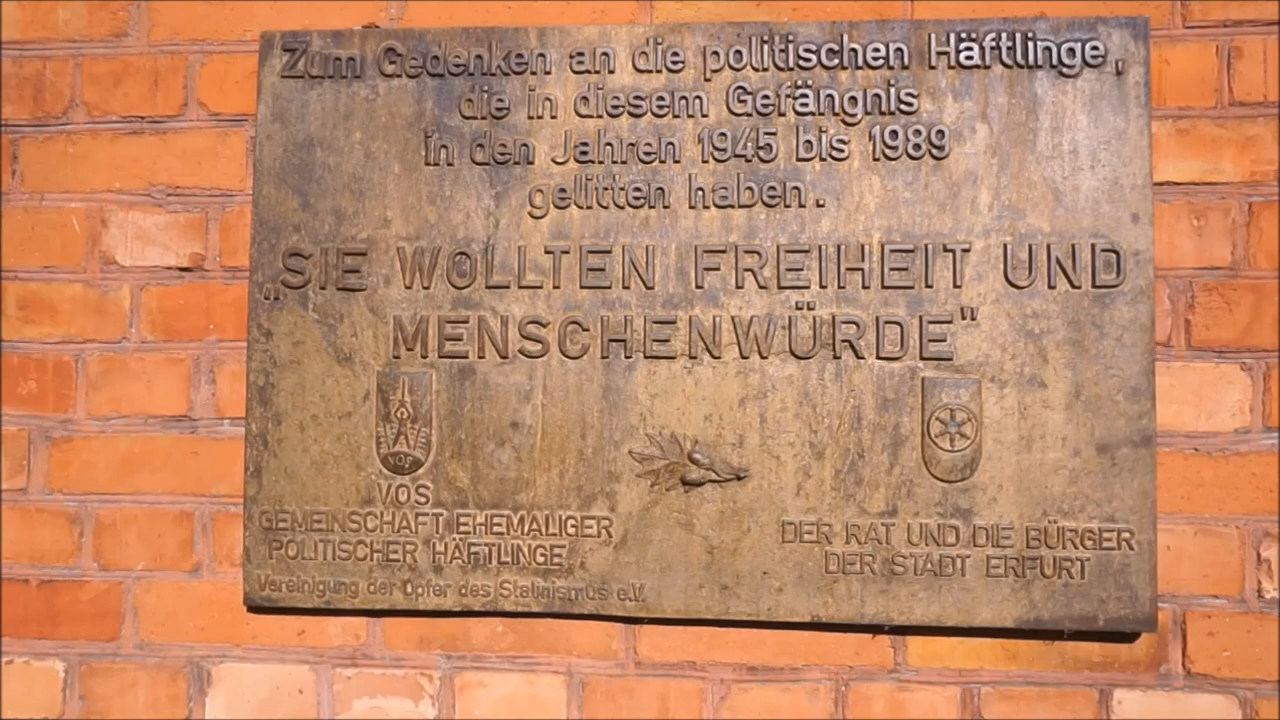 Zum Gedenken an die politischen Häftlinge,
die in diesem Gefängnis
in den Jahren 1945 bis 1989
gelitten haben.
„SIE WOLLTEN FREIHEIT UND
MENSCHENWÜRDE"
VOS
VOS
GEMEINSCHAFT EHEMALIGER
POLITISCHER HÄFTLINGE
Vereinigung der Opfer des Stalinismus e.V.
DER RAT UND DIE BÜRGER
DER STADT ERFURT